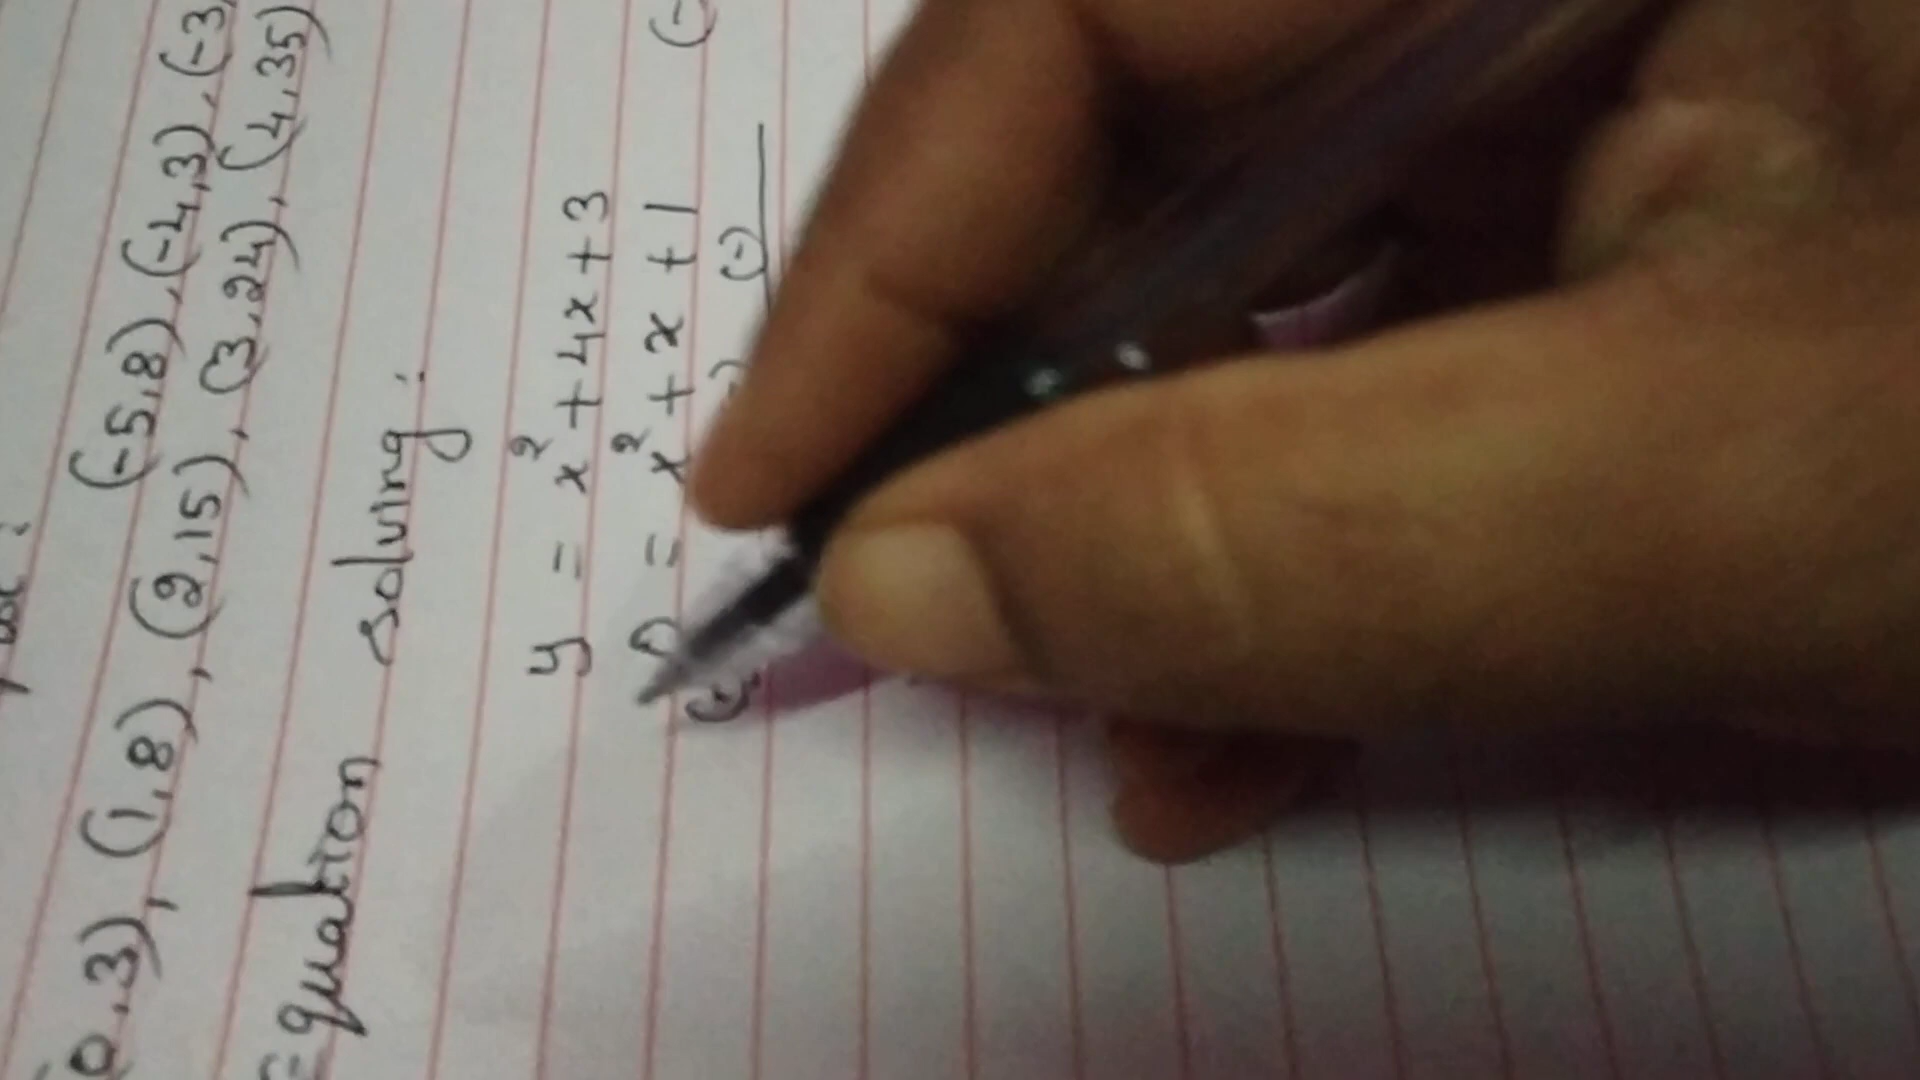 (-5,8),(-4,3),(-3
0,3), (1,8), (2,15), (3,24), (4,35)
Equation solving:
y = x² + 4x + 3
0 = x² + x + 1
(-) (-) (-)